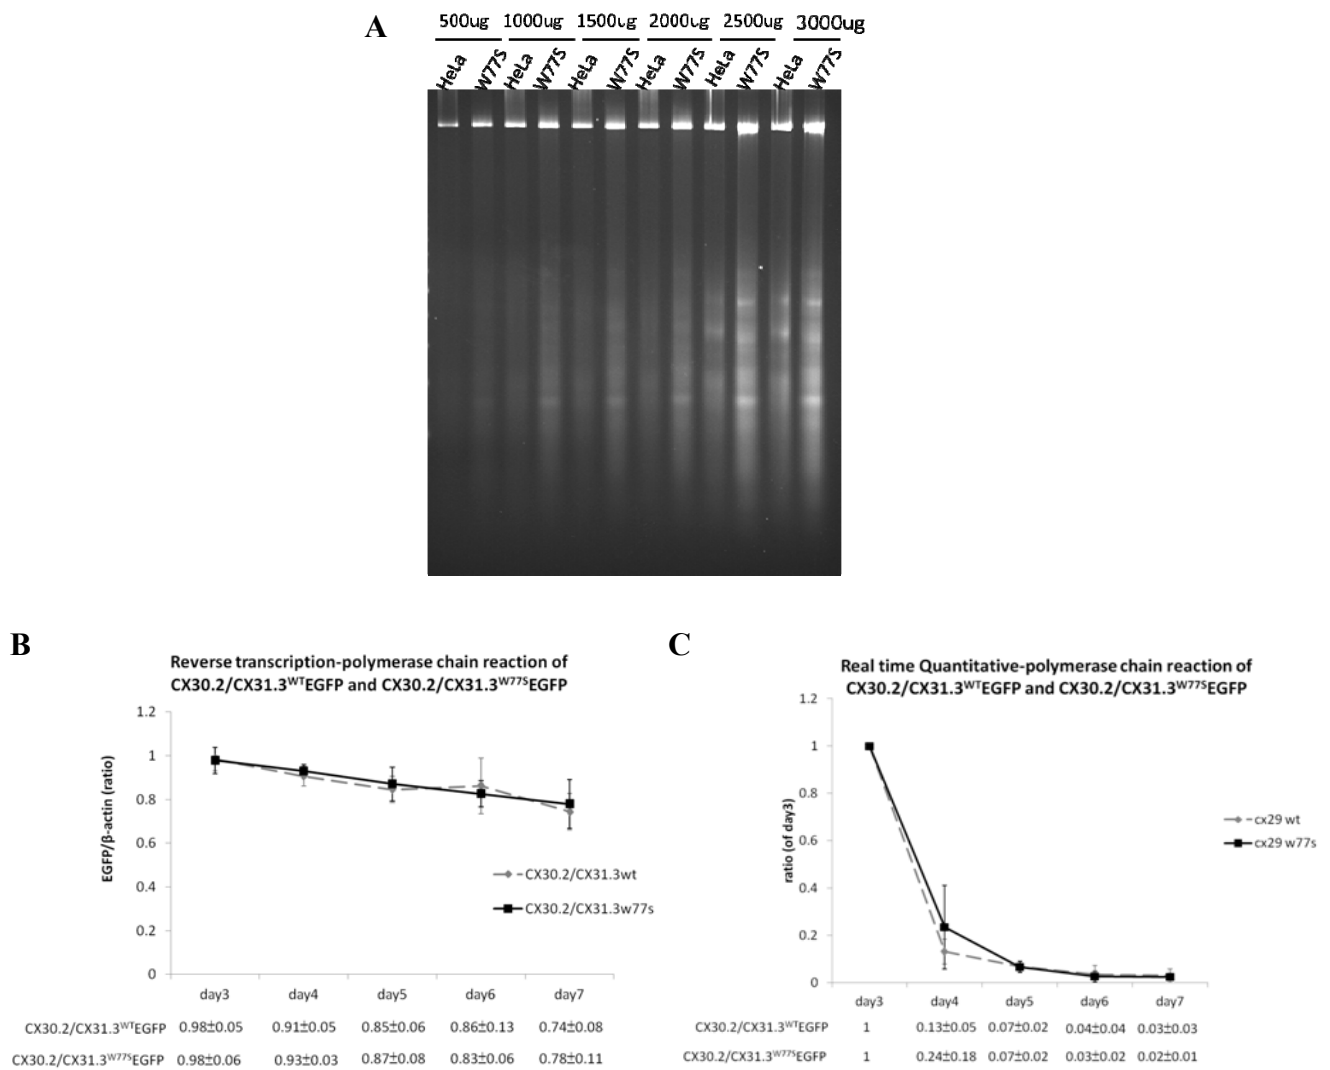 A
500ug 1000ug 1500ug 2000ug 2500ug 3000ug
HeLa W77S HeLa W77S HeLa W77S HeLa W77S HeLa W77S HeLa W77S
B
Reverse transcription-polymerase chain reaction of
CX30.2/CX31.3WTEGFP and CX30.2/CX31.3W77SEGFP
EGFP/β-actin (ratio)
1.2
1
0.8
0.6
0.4
0.2
0
CX30.2/CX31.3wt
CX30.2/CX31.3w77s
day3 day4 day5 day6 day7
CX30.2/CX31.3WTEGFP 0.98±0.05 0.91±0.05 0.85±0.06 0.86±0.13 0.74±0.08
CX30.2/CX31.3W77SEGFP 0.98±0.06 0.93±0.03 0.87±0.08 0.83±0.06 0.78±0.11
C
Real time Quantitative-polymerase chain reaction of
CX30.2/CX31.3WTEGFP and CX30.2/CX31.3W77SEGFP
ratio (of day3)
1.2
1
0.8
0.6
0.4
0.2
0
cx29 wt
cx29 w77s
day3 day4 day5 day6 day7
CX30.2/CX31.3WTEGFP 1 0.13±0.05 0.07±0.02 0.04±0.04 0.03±0.03
CX30.2/CX31.3W77SEGFP 1 0.24±0.18 0.07±0.02 0.03±0.02 0.02±0.01